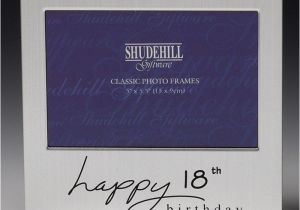 SHUDEHILL
Giftware
CLASSIC PHOTO FRAMES
happy 18th
birthday